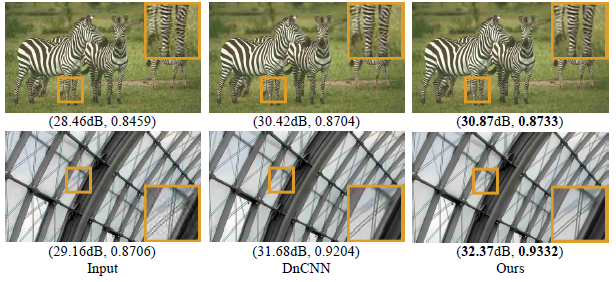 (28.46dB, 0.8459) (30.42dB, 0.8704) (30.87dB, 0.8733)
(29.16dB, 0.8706) (31.68dB, 0.9204) (32.37dB, 0.9332)
Input DnCNN Ours